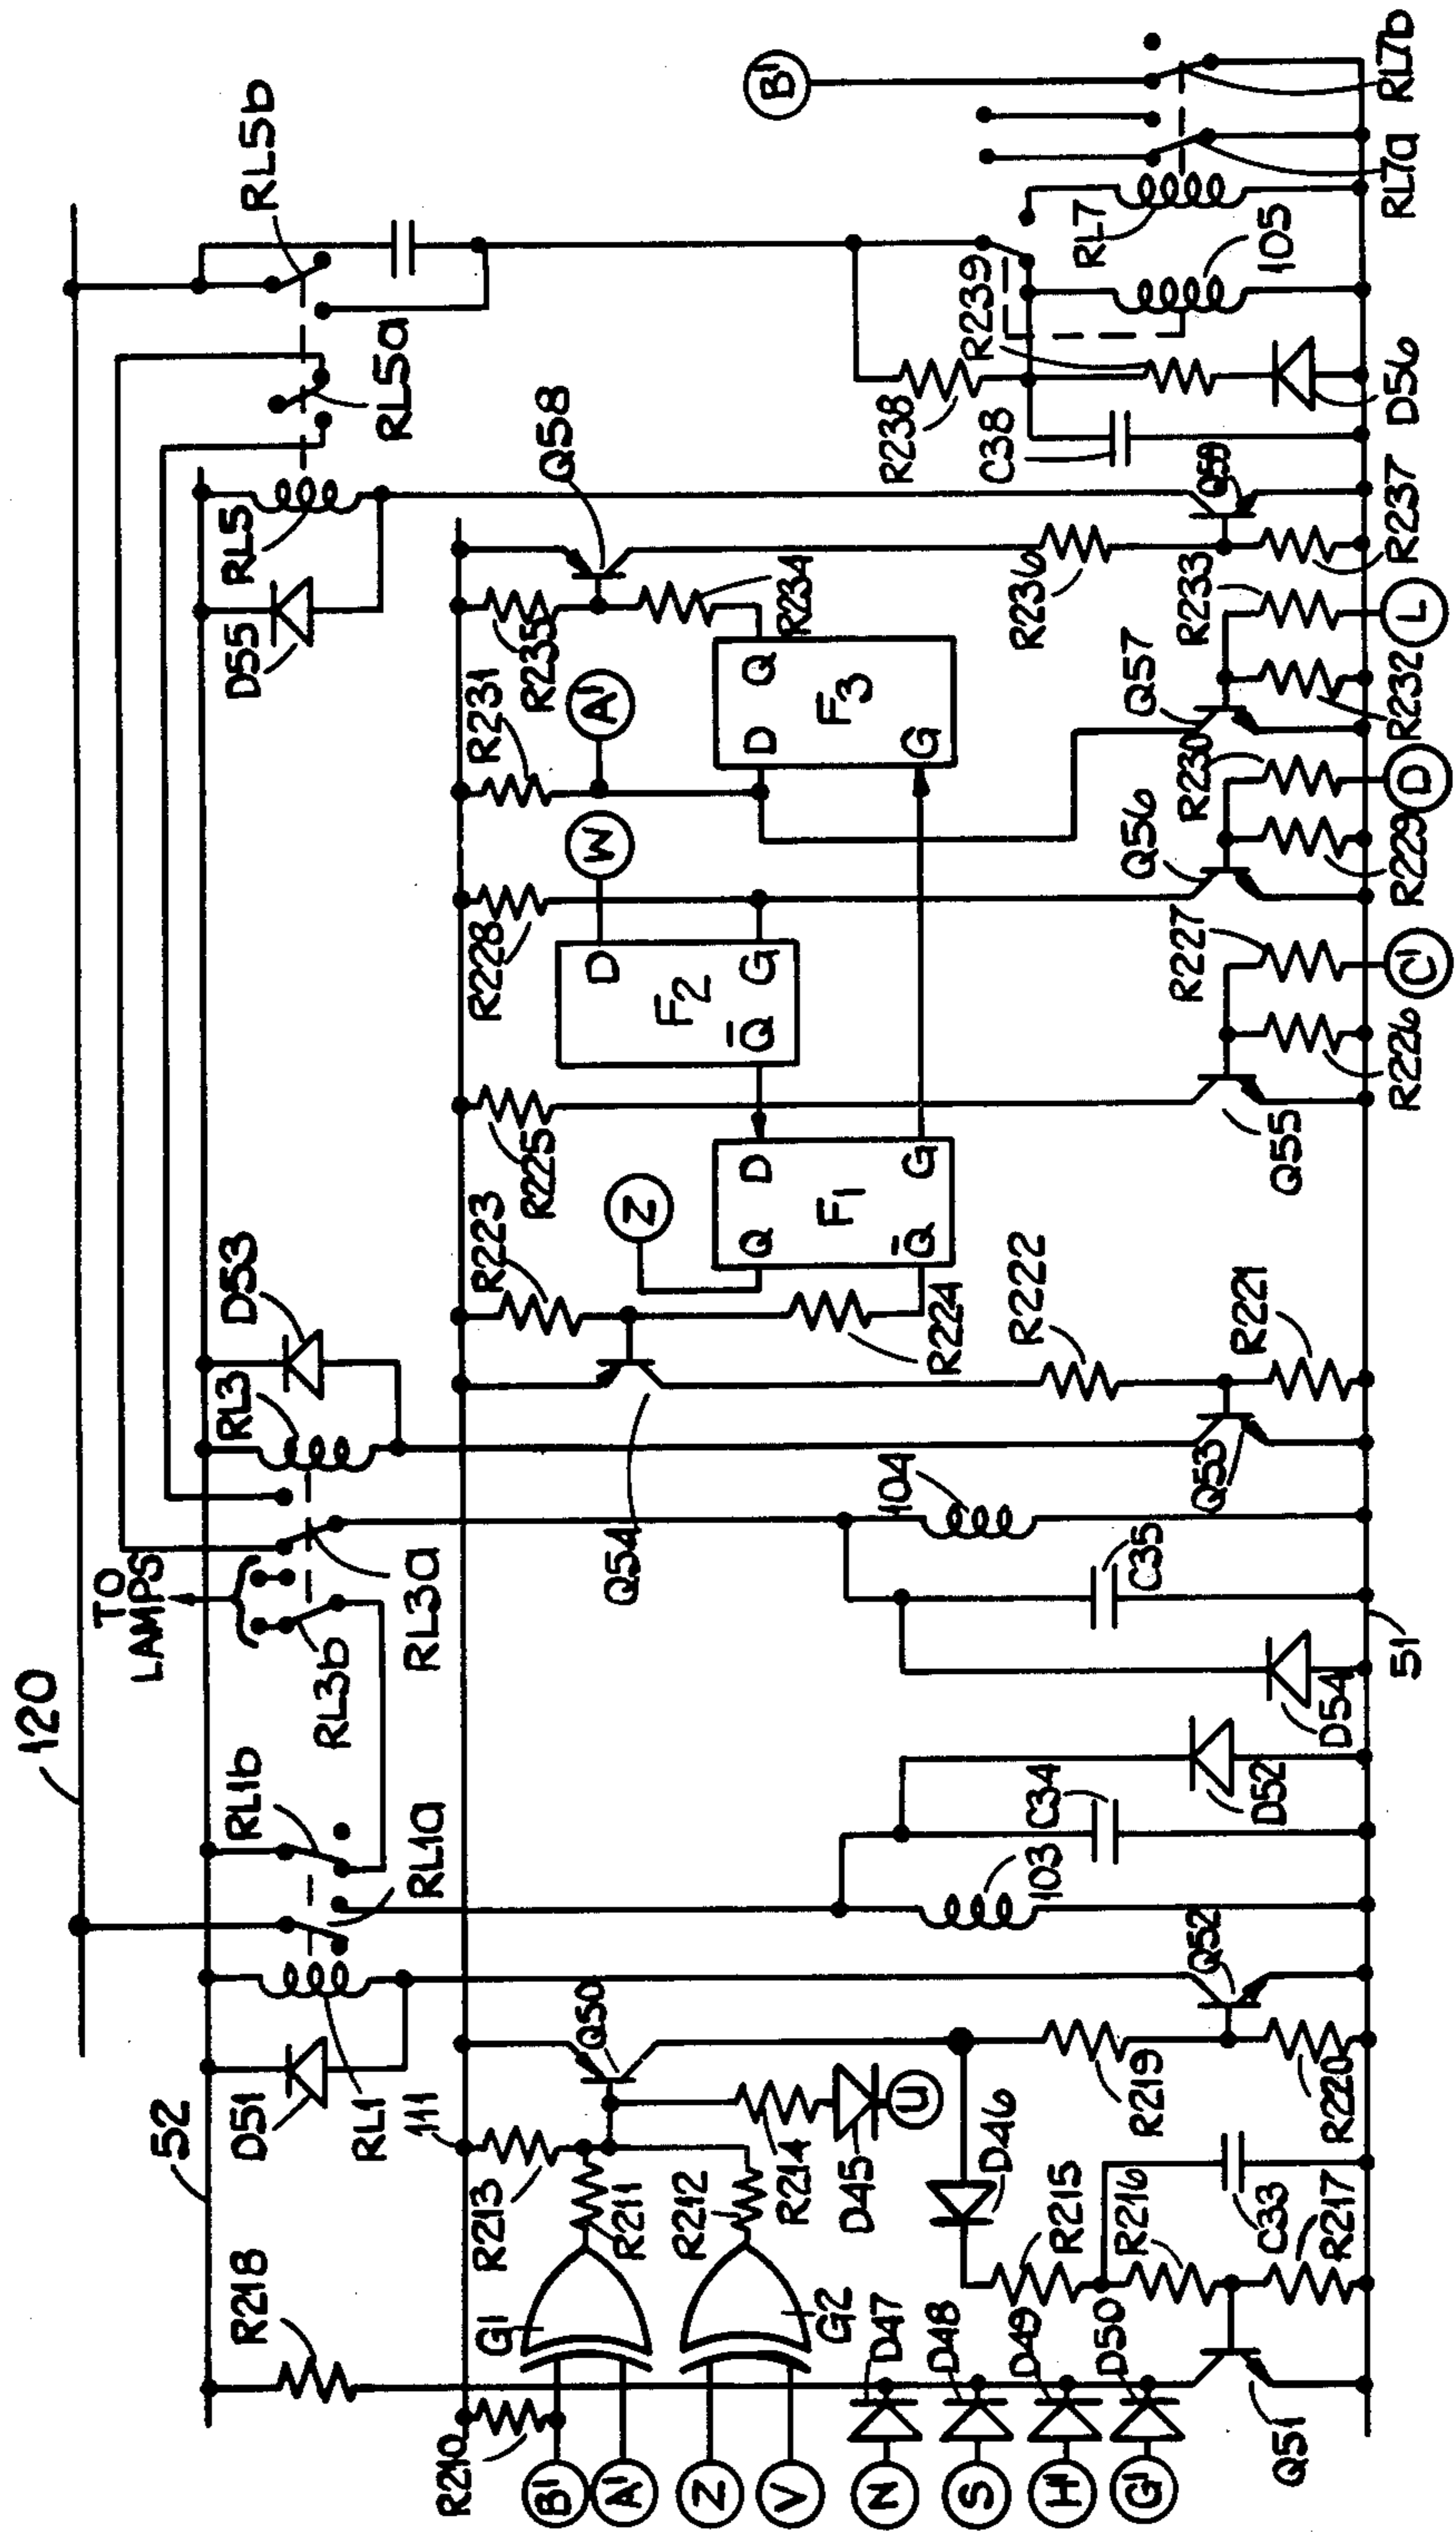 120
TO LAMPS
RL5b
RL5a
52
R218
D51
RL1
RL1a
RL1b
RL3b
RL3a
RL3
D53
D55
RL5
111
R210
R213
G1
R211
G2
R212
R214
D45
U
Q50
B'
A'
Z
V
N
S
H'
G'
D47
D48
D49
D50
D46
R215
R216
R217
C33
Q51
R219
R220
Q52
103
C34
D52
D54
C35
104
51
Q54
Q53
R221
R222
R223
R224
Z
F1
Q
D
Q̄
G
R225
Q55
R226
R227
C'
F2
D
Q̄
G
W
R228
Q56
R229
R230
D
R231
A'
F3
D
Q
G
Q57
R232
R233
L
R235
R234
Q58
R236
R237
Q59
C38
R238
R239
D56
105
RL7
RL7a
RL7b
B'